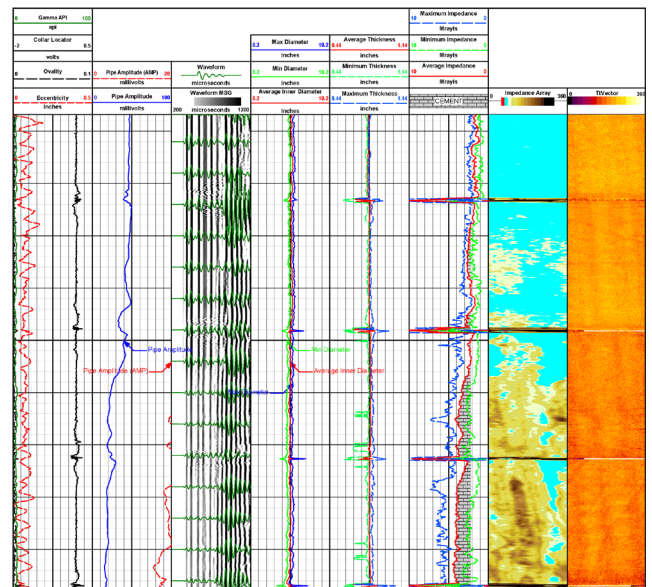 0 Gamma API 100
api
Collar Locator
-2 0.5
volts
0 Ovality 0.1
0 Eccentricity 0.5
inches
0 Pipe Amplitude (AMP) 20
millivolts
0 Pipe Amplitude 100
millivolts
Waveform
microseconds
Waveform MSG
200 microseconds 1200
Max Diameter
8.2 10.2
inches
Min Diameter
8.2 10.2
inches
Average Inner Diameter
8.2 10.2
inches
Average Thickness
0.44 1.14
inches
Minimum Thickness
0.44 1.14
inches
Maximum Thickness
0.44 1.14
inches
Maximum Impedance
10 0
Mrayls
Minimum Impedance
10 0
Mrayls
Average Impedance
10 0
Mrayls
CEMENT
Impedance Array
0 360
0 360
Pipe Amplitude
Pipe Amplitude (AMP)
Min Diameter
Average Inner Diameter